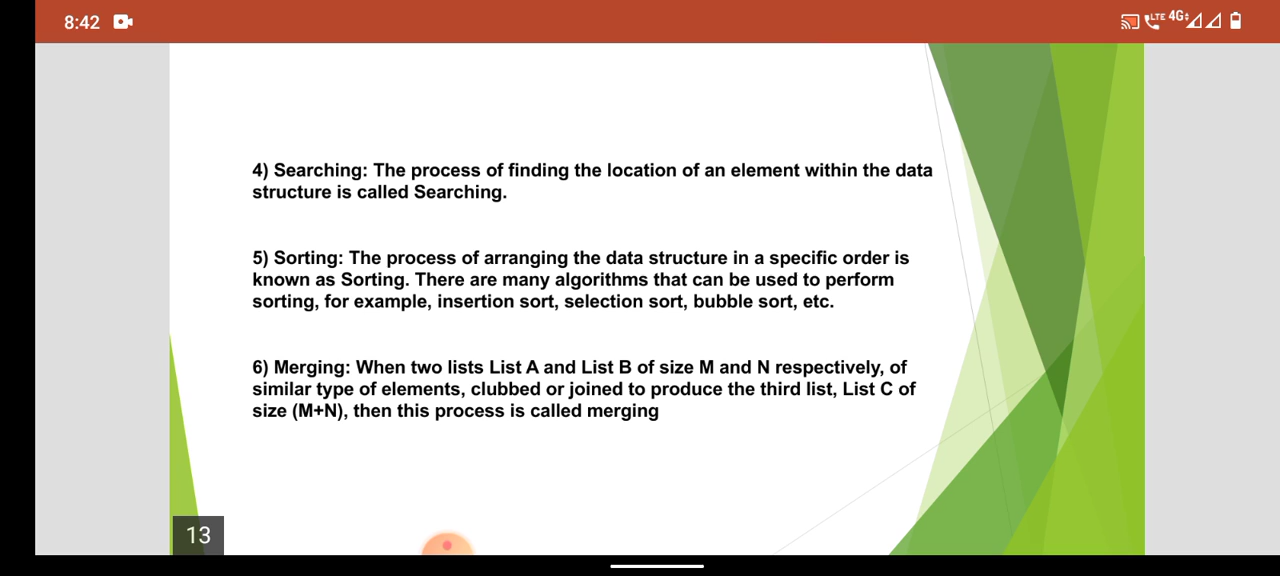 8:42
LTE 4G
4) Searching: The process of finding the location of an element within the data
structure is called Searching.
5) Sorting: The process of arranging the data structure in a specific order is
known as Sorting. There are many algorithms that can be used to perform
sorting, for example, insertion sort, selection sort, bubble sort, etc.
6) Merging: When two lists List A and List B of size M and N respectively, of
similar type of elements, clubbed or joined to produce the third list, List C of
size (M+N), then this process is called merging
13